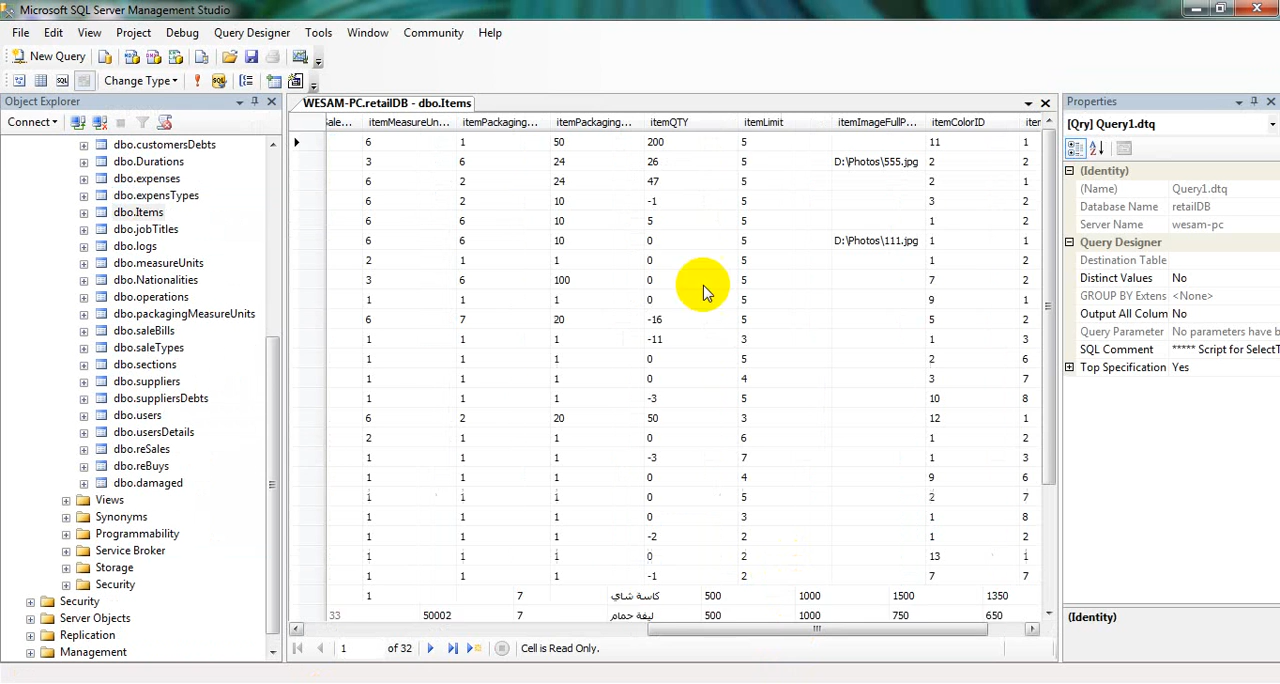 Microsoft SQL Server Management Studio
File Edit View Project Debug Query Designer Tools Window Community Help
New Query
Change Type
Object Explorer
Connect
dbo.customerDebts
dbo.Durations
dbo.expenses
dbo.expensTypes
dbo.Items
dbo.jobTitles
dbo.logs
dbo.measureUnits
dbo.Nationalities
dbo.operations
dbo.packagingMeasureUnits
dbo.saleBills
dbo.saleTypes
dbo.sections
dbo.suppliers
dbo.suppliersDebts
dbo.users
dbo.usersDetails
dbo.reSales
dbo.reBuys
dbo.damaged
Views
Synonyms
Programmability
Service Broker
Storage
Security
Security
Server Objects
Replication
Management
WESAM-PC.retailDB - dbo.Items
ale... itemMeasureUn... itemPackaging... itemPackaging... itemQTY itemLimit itemImageFullP... itemColorID iter
6 1 50 200 5 11 1
3 6 24 26 5 D:\Photos\555.jpg 2 2
6 2 24 47 5 2 1
6 2 10 -1 5 3 2
6 6 10 5 5 1 2
6 6 10 0 5 D:\Photos\111.jpg 1 1
2 1 1 0 5 1 2
3 6 100 0 5 7 2
1 1 1 0 5 9 1
6 7 20 -16 5 5 2
1 1 1 -11 3 1 3
1 1 1 0 5 2 6
1 1 1 0 4 3 7
1 1 1 -3 5 10 8
6 2 20 50 3 12 1
2 1 1 0 6 1 2
1 1 1 -3 7 1 3
1 1 1 0 4 9 6
1 1 1 0 5 2 7
1 1 1 0 3 1 8
1 1 1 -2 2 1 2
1 1 1 0 2 13 1
1 1 1 -1 2 7 7
1 7 كاسة شاي 500 1000 1500 1350
33 50002 7 ليفة حمام 500 1000 750 650
1 of 32 Cell is Read Only.
Properties
[Qry] Query1.dtq
(Identity)
(Name) Query1.dtq
Database Name retailDB
Server Name wesam-pc
Query Designer
Destination Table
Distinct Values No
GROUP BY Extens <None>
Output All Colum No
Query Parameter No parameters have b
SQL Comment ***** Script for SelectT
Top Specification Yes
(Identity)